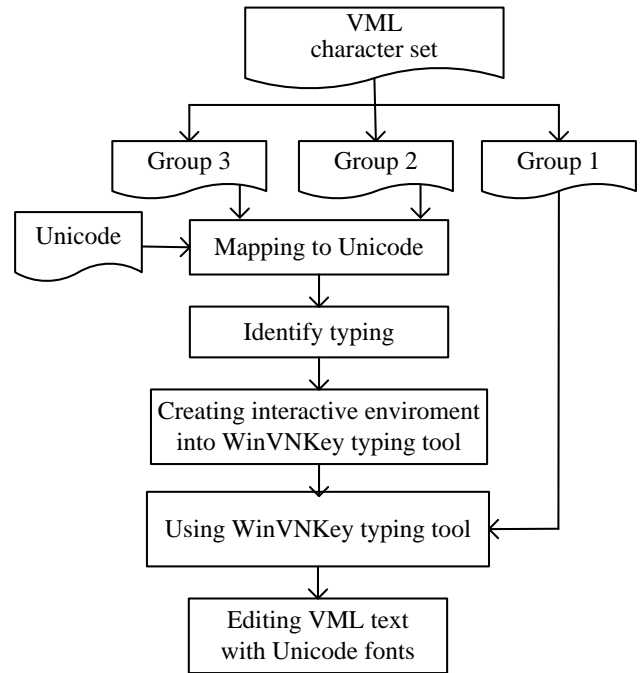 VML
character set
Group 3
Group 2
Group 1
Unicode
Mapping to Unicode
Identify typing
Creating interactive enviroment
into WinVNKey typing tool
Using WinVNKey typing tool
Editing VML text
with Unicode fonts